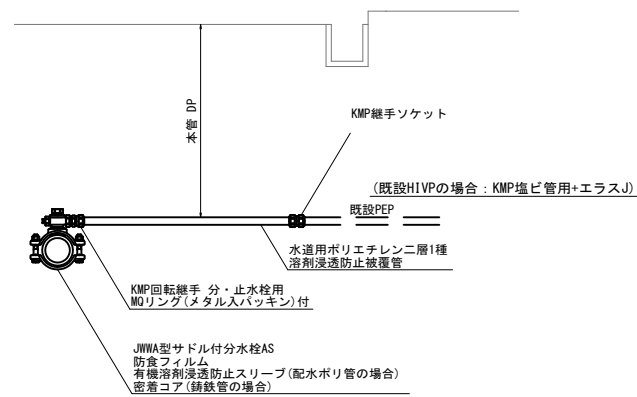 本管 DP
KMP継手ソケット
(既設HIVPの場合：KMP塩ビ管用+エラスJ)
既設PEP
水道用ポリエチレン二層1種
溶剤浸透防止被覆管
KMP回転継手 分・止水栓用
MQリング(メタル入パッキン)付
JWWA型サドル付分水栓AS
防食フィルム
有機溶剤浸透防止スリーブ(配水ポリ管の場合)
密着コア(鋳鉄管の場合)